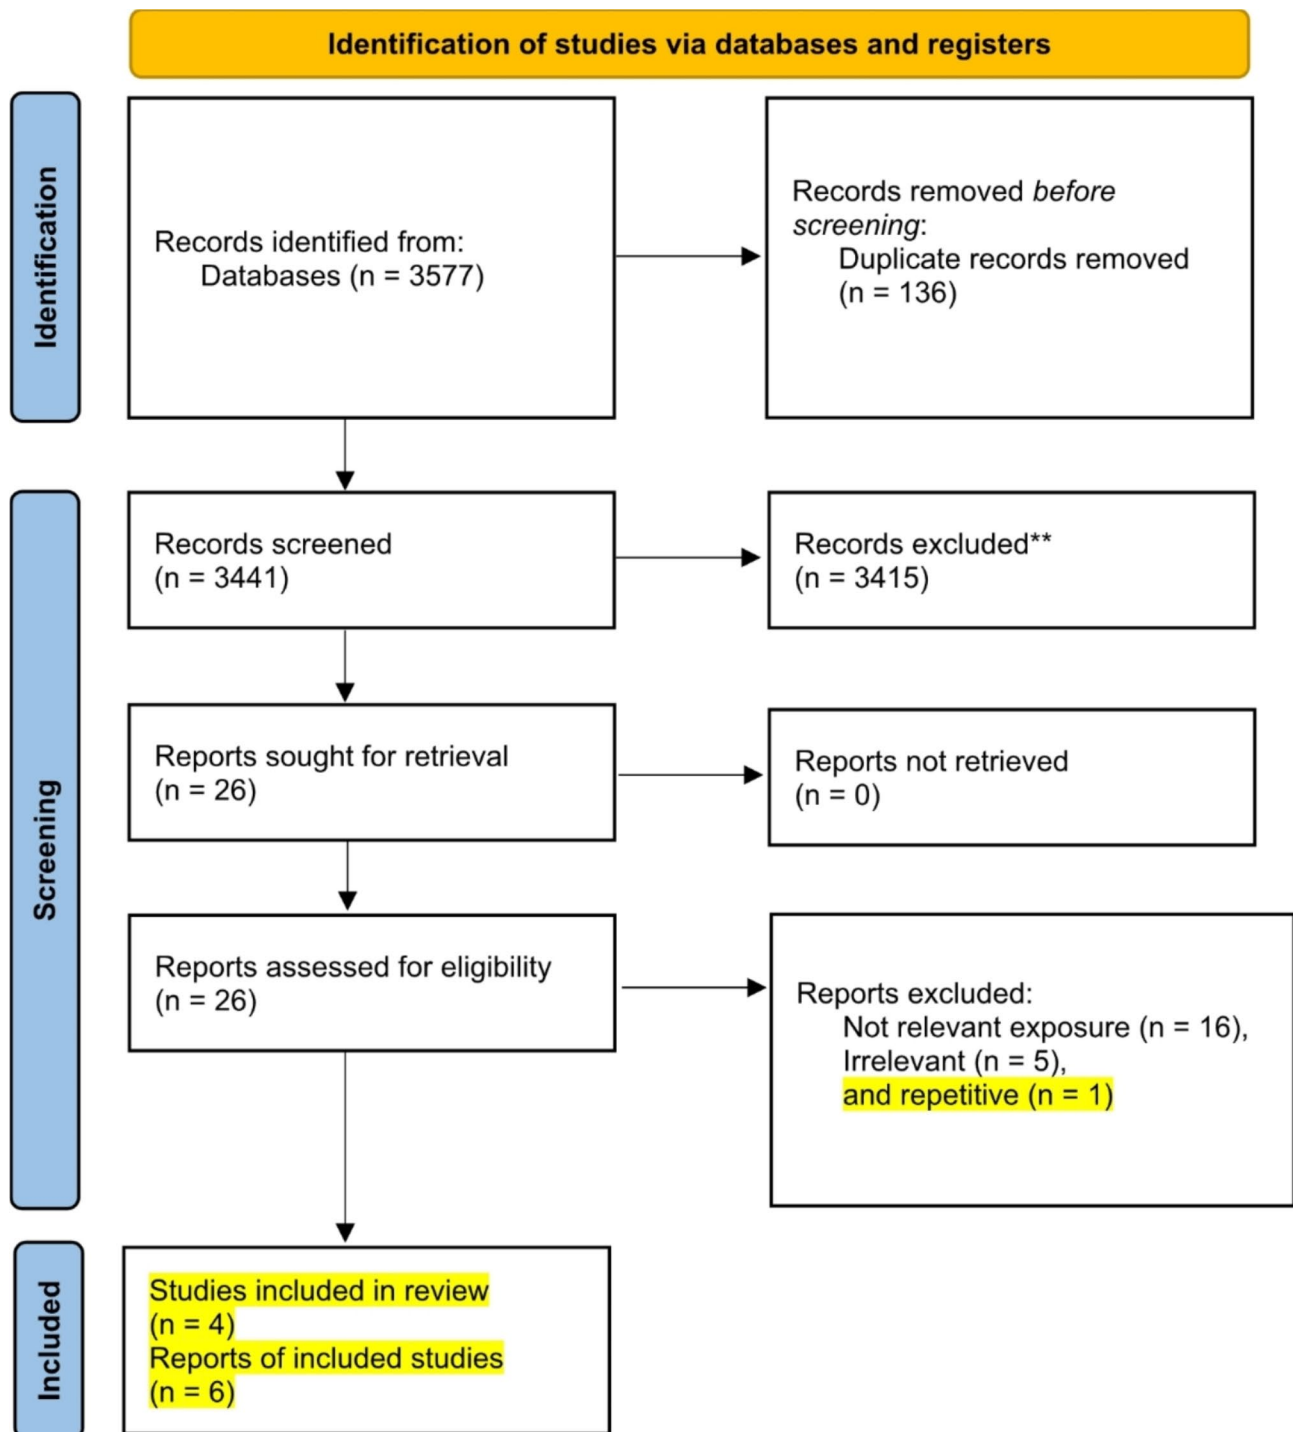 Identification of studies via databases and registers
Identification
Records identified from:
Databases (n = 3577)
Records removed before
screening:
Duplicate records removed
(n = 136)
Screening
Records screened
(n = 3441)
Records excluded**
(n = 3415)
Reports sought for retrieval
(n = 26)
Reports not retrieved
(n = 0)
Reports assessed for eligibility
(n = 26)
Reports excluded:
Not relevant exposure (n = 16),
Irrelevant (n = 5),
and repetitive (n = 1)
Included
Studies included in review
(n = 4)
Reports of included studies
(n = 6)